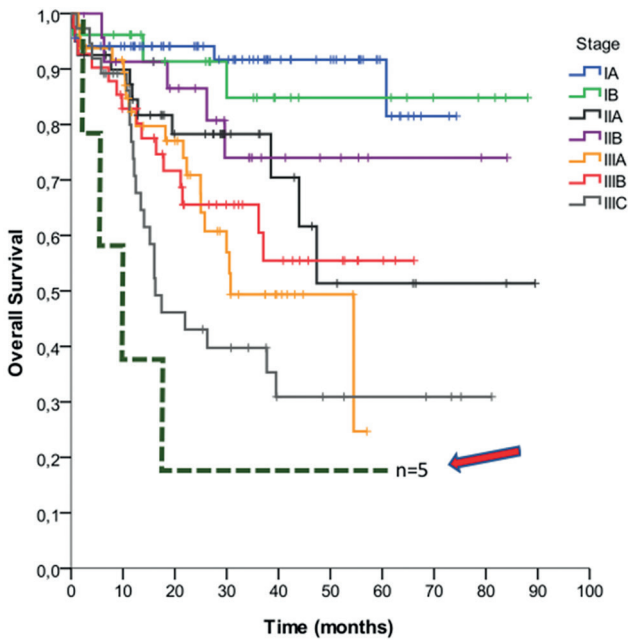 1,0
0,9
0,8
0,7
0,6
0,5
0,4
0,3
0,2
0,1
0,0
Overall Survival
0 10 20 30 40 50 60 70 80 90 100
Time (months)
Stage
IA
IB
IIA
IIB
IIIA
IIIB
IIIC
n=5